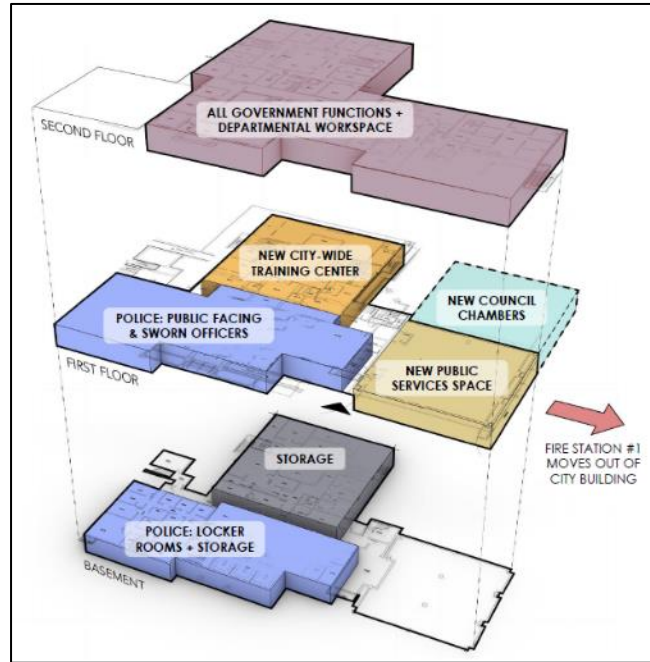 ALL GOVERNMENT FUNCTIONS +
DEPARTMENTAL WORKSPACE
SECOND FLOOR
NEW CITY-WIDE
TRAINING CENTER
NEW COUNCIL
CHAMBERS
POLICE: PUBLIC FACING
& SWORN OFFICERS
NEW PUBLIC
SERVICES SPACE
FIRST FLOOR
FIRE STATION #1
MOVES OUT OF
CITY BUILDING
STORAGE
POLICE: LOCKER
ROOMS + STORAGE
BASEMENT